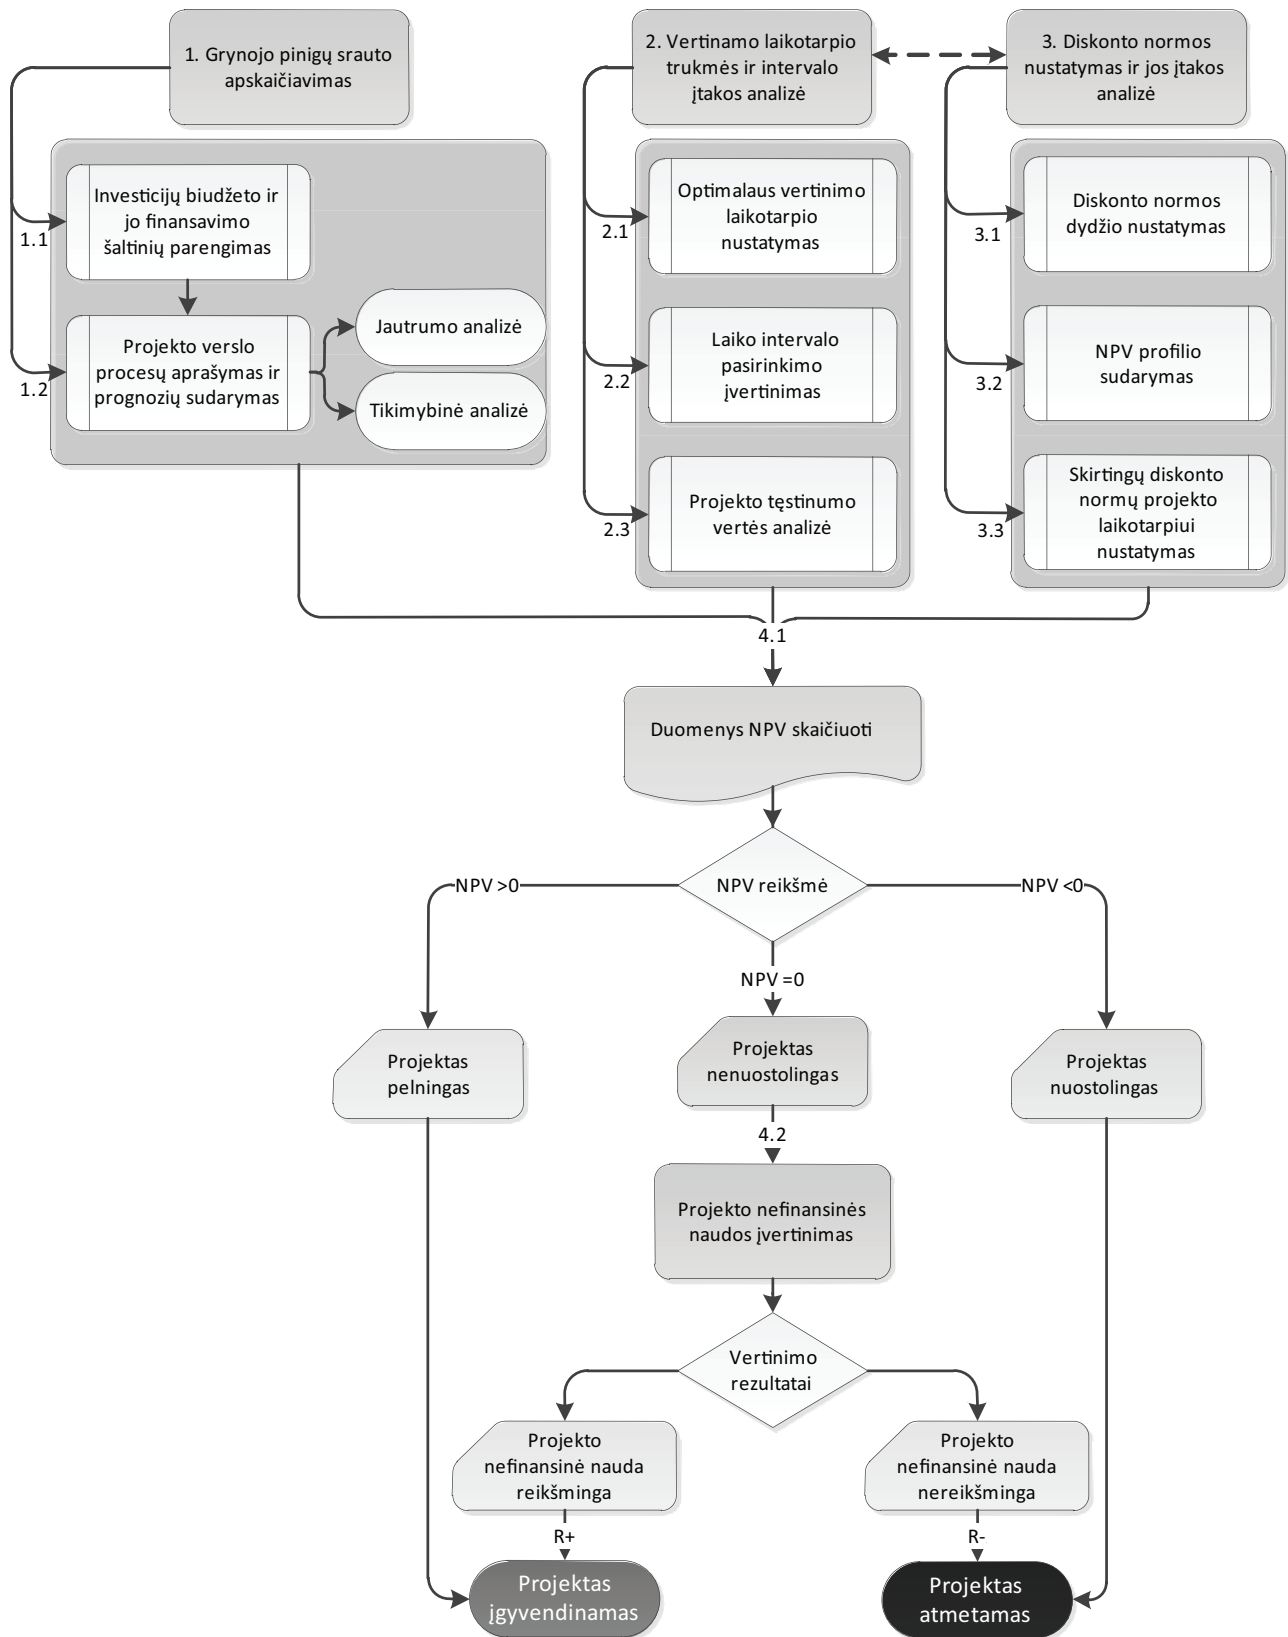 1. Grynojo pinigų srauto
apskaičiavimas
2. Vertinamo laikotarpio
trukmės ir intervalo
įtakos analizė
3. Diskonto normos
nustatymas ir jos įtakos
analizė
1.1
Investicijų biudžeto ir
jo finansavimo
šaltinių parengimas
1.2
Projekto verslo
procesų aprašymas ir
prognozių sudarymas
Jautrumo analizė
Tikimybinė analizė
2.1
Optimalaus vertinimo
laikotarpio
nustatymas
2.2
Laiko intervalo
pasirinkimo
įvertinimas
2.3
Projekto tęstinumo
vertės analizė
3.1
Diskonto normos
dydžio nustatymas
3.2
NPV profilio
sudarymas
3.3
Skirtingų diskonto
normų projekto
laikotarpiui
nustatymas
4.1
Duomenys NPV skaičiuoti
NPV reikšmė
NPV >0
NPV =0
NPV <0
Projektas
pelningas
Projektas
nenuostolingas
Projektas
nuostolingas
4.2
Projekto nefinansinės
naudos įvertinimas
Vertinimo
rezultatai
Projekto
nefinansinė nauda
reikšminga
Projekto
nefinansinė nauda
nereikšminga
R+
R-
Projektas
įgyvendinamas
Projektas
atmetamas